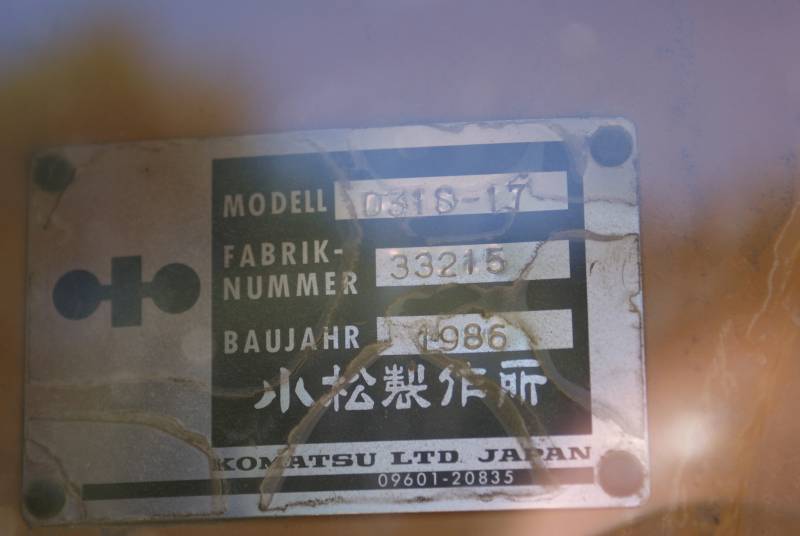 MODELL D31S-17
FABRIK-
NUMMER 33215
BAUJAHR 1986
小松製作所
KOMATSU LTD. JAPAN
09601-20835